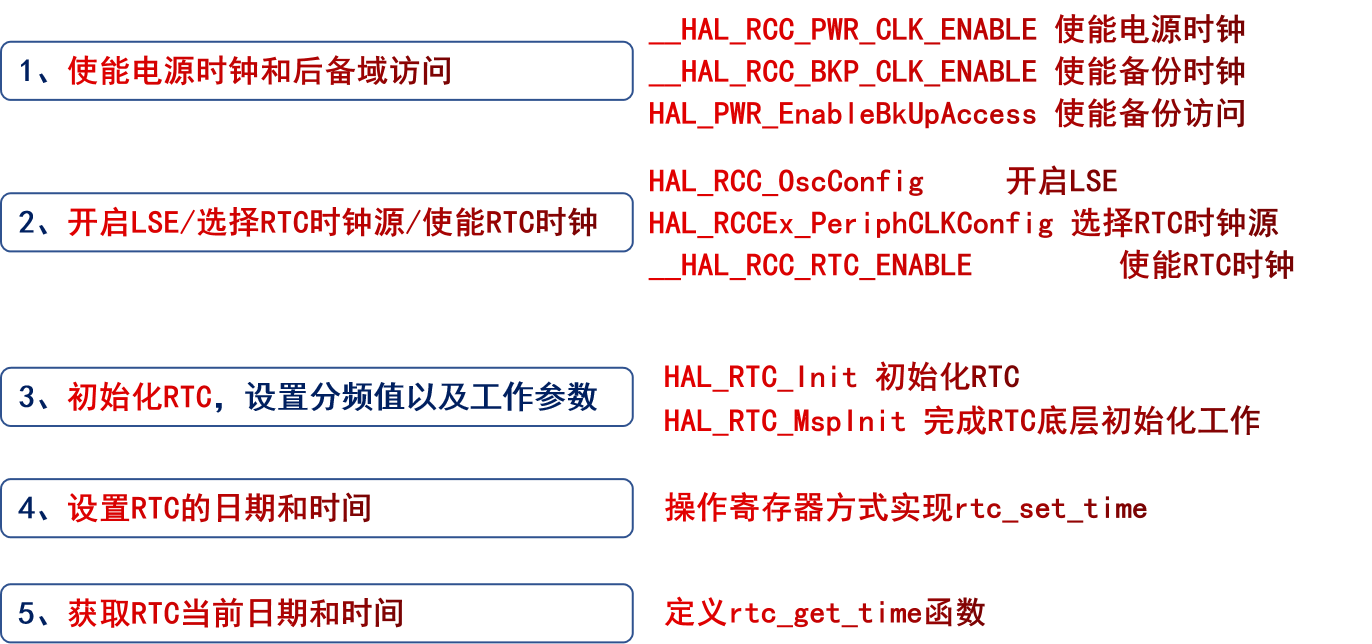 __HAL_RCC_PWR_CLK_ENABLE 使能电源时钟
1、使能电源时钟和后备域访问
__HAL_RCC_BKP_CLK_ENABLE 使能备份时钟
HAL_PWR_EnableBkUpAccess 使能备份访问
HAL_RCC_OscConfig 开启LSE
2、开启LSE/选择RTC时钟源/使能RTC时钟
HAL_RCCEx_PeriphCLKConfig 选择RTC时钟源
__HAL_RCC_RTC_ENABLE 使能RTC时钟
3、初始化RTC，设置分频值以及工作参数
HAL_RTC_Init 初始化RTC
HAL_RTC_MspInit 完成RTC底层初始化工作
4、设置RTC的日期和时间
操作寄存器方式实现rtc_set_time
5、获取RTC当前日期和时间
定义rtc_get_time函数